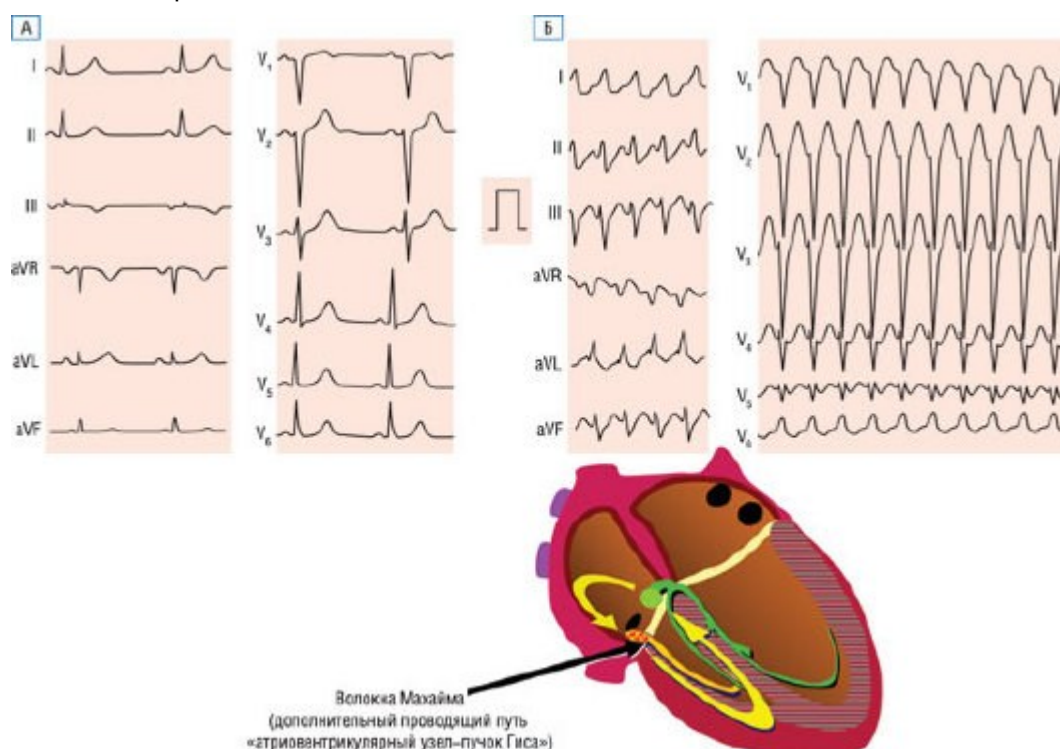 А
I
II
III
aVR
aVL
aVF
V1
V2
V3
V4
V5
V6
Б
I
II
III
aVR
aVL
aVF
V1
V2
V3
V4
V5
V6
Волокна Махайма
(дополнительный проводящий путь
«атриовентрикулярный узел–пучок Гиса»)